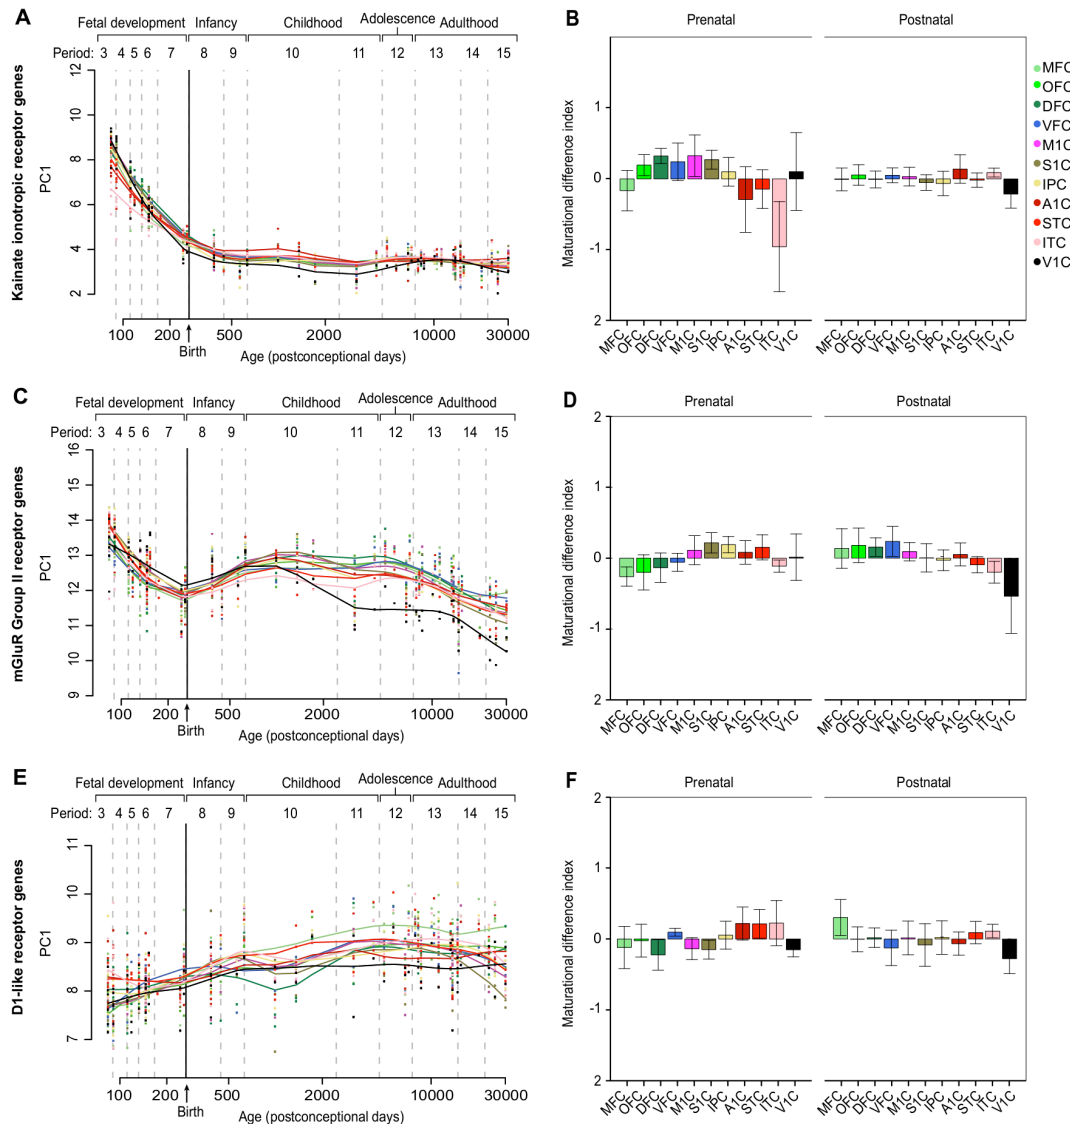 A
Fetal development Infancy Childhood Adolescence Adulthood
Period: 3 4 5 6 7 8 9 10 11 12 13 14 15
Kainate ionotropic receptor genes
PC1
12
10
8
6
4
2
100 200 500 2000 10000 30000
Birth
Age (postconceptional days)
B
Prenatal Postnatal
Maturational difference index
1
0
-1
2
MFC OFC DFC VFC M1C S1C IPC A1C STC ITC V1C
MFC OFC DFC VFC M1C S1C IPC A1C STC ITC V1C
MFC
OFC
DFC
VFC
M1C
S1C
IPC
A1C
STC
ITC
V1C
C
Fetal development Infancy Childhood Adolescence Adulthood
Period: 3 4 5 6 7 8 9 10 11 12 13 14 15
mGluR Group II receptor genes
PC1
16
15
14
13
12
11
10
9
100 200 500 2000 10000 30000
Birth
Age (postconceptional days)
D
Prenatal Postnatal
Maturational difference index
2
1
0
-1
2
MFC OFC DFC VFC M1C S1C IPC A1C STC ITC V1C
MFC OFC DFC VFC M1C S1C IPC A1C STC ITC V1C
E
Fetal development Infancy Childhood Adolescence Adulthood
Period: 3 4 5 6 7 8 9 10 11 12 13 14 15
D1-like receptor genes
PC1
11
10
9
8
7
100 200 500 2000 10000 30000
Birth
Age (postconceptional days)
F
Prenatal Postnatal
Maturational difference index
2
1
0
-1
2
MFC OFC DFC VFC M1C S1C IPC A1C STC ITC V1C
MFC OFC DFC VFC M1C S1C IPC A1C STC ITC V1C